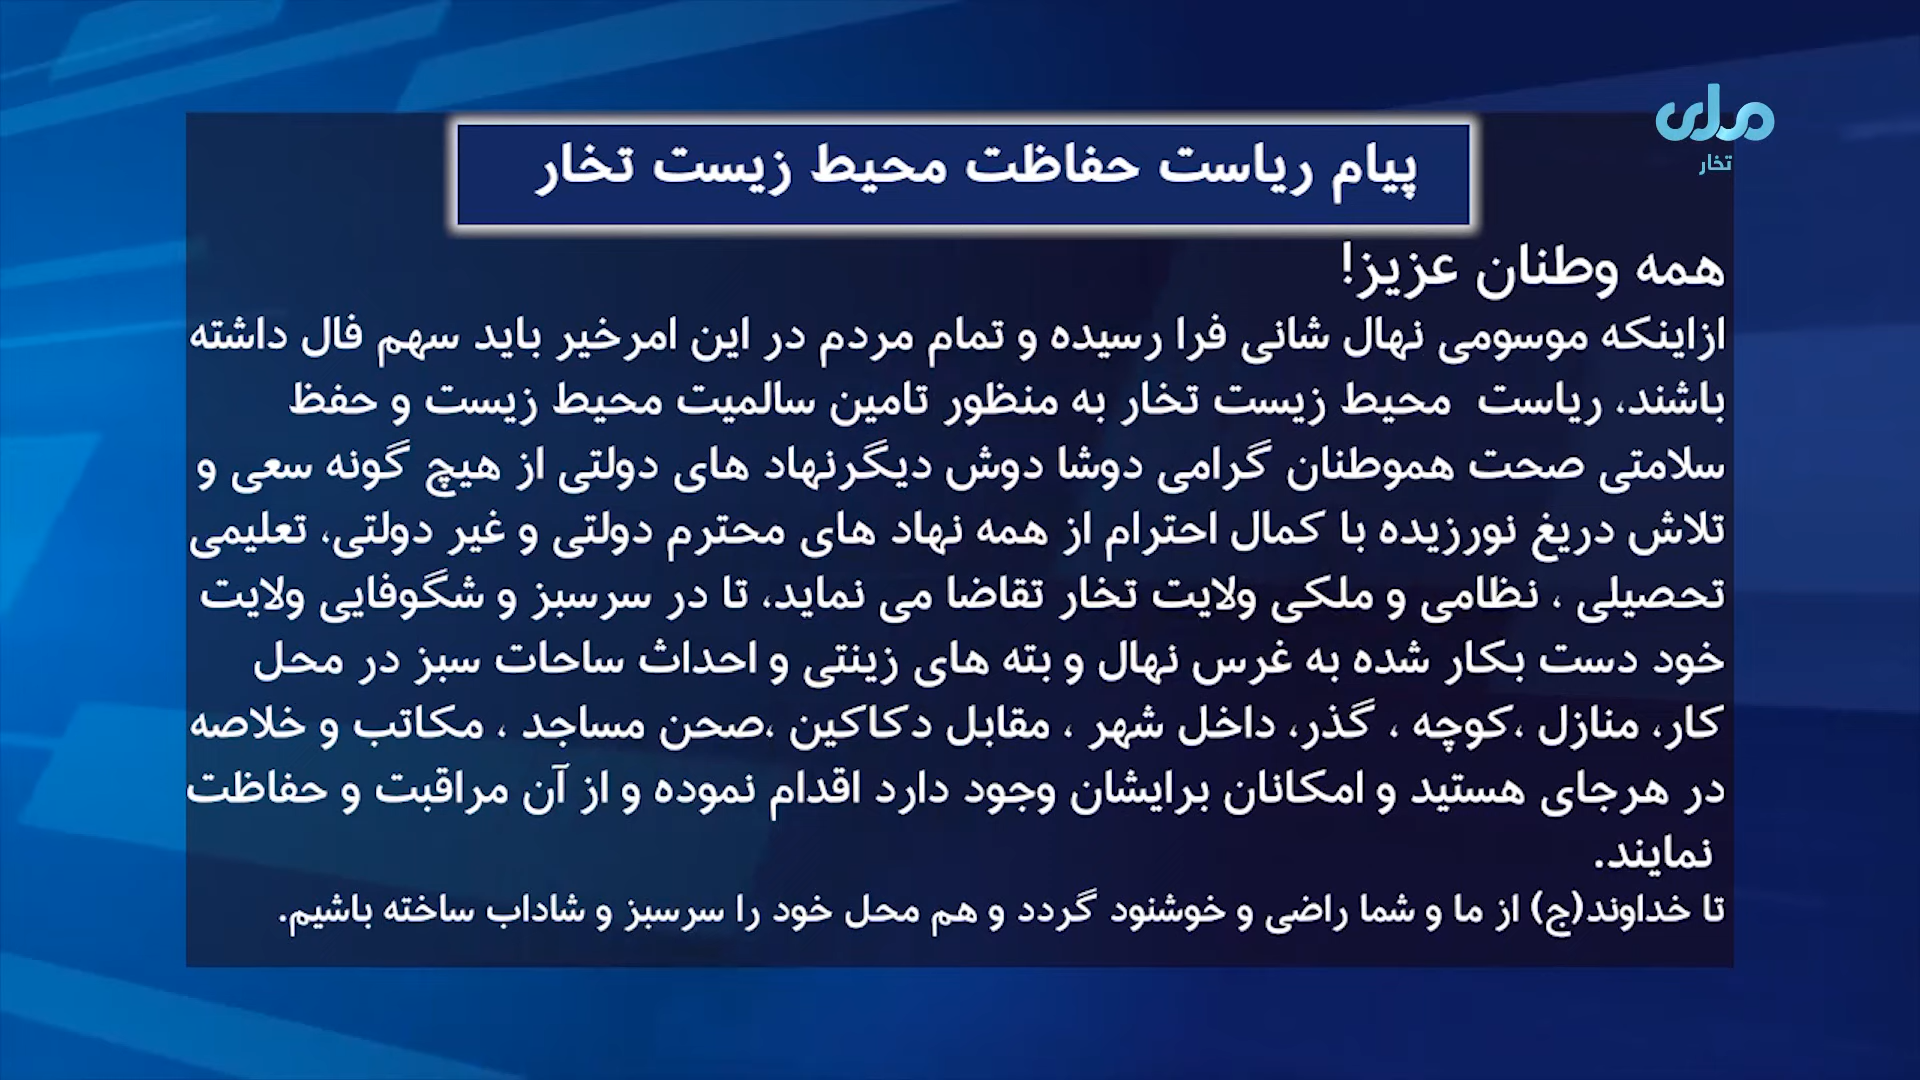 ملی
تخار
پیام ریاست حفاظت محیط زیست تخار
همه وطنان عزیز!
ازاینکه موسومی نهال شانی فرا رسیده و تمام مردم در این امرخیر باید سهم فال داشته
باشند، ریاست محیط زیست تخار به منظور تامین سالمیت محیط زیست و حفظ
سلامتی صحت هموطنان گرامی دوشا دوش دیگرنهاد های دولتی از هیچ گونه سعی و
تلاش دریغ نورزیده با کمال احترام از همه نهاد های محترم دولتی و غیر دولتی، تعلیمی
تحصیلی ، نظامی و ملکی ولایت تخار تقاضا می نماید، تا در سرسبز و شگوفایی ولایت
خود دست بکار شده به غرس نهال و بته های زینتی و احداث ساحات سبز در محل
کار، منازل ،کوچه ، گذر، داخل شهر ، مقابل دکاکین ،صحن مساجد ، مکاتب و خلاصه
در هرجای هستید و امکانان برایشان وجود دارد اقدام نموده و از آن مراقبت و حفاظت
نمایند.
تا خداوند(ج) از ما و شما راضی و خوشنود گردد و هم محل خود را سرسبز و شاداب ساخته باشیم.